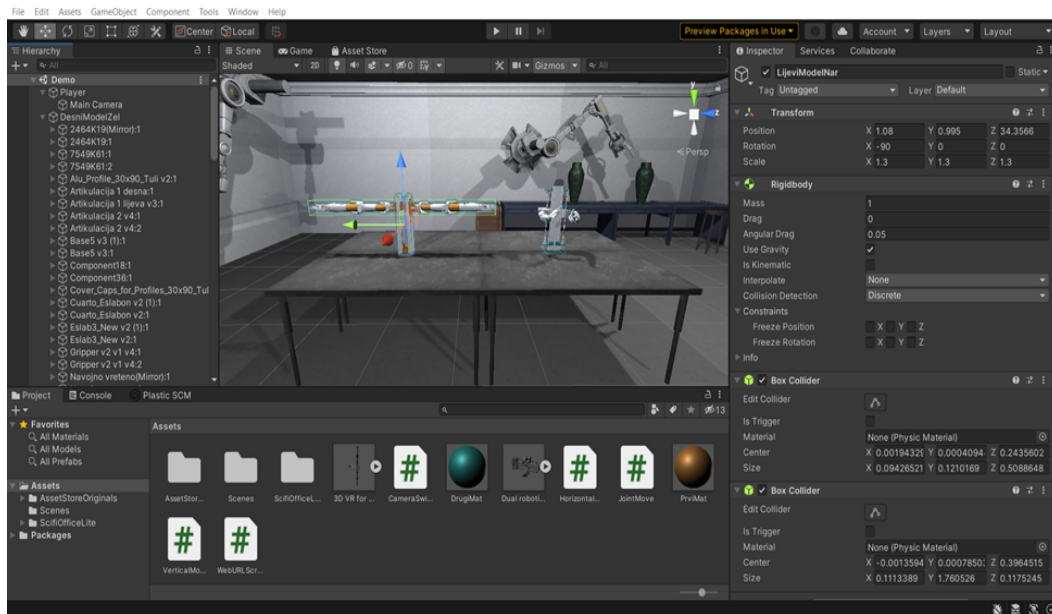 File Edit Assets GameObject Component Tools Window Help
Center Local Preview Packages in Use Account Layers Layout
Hierarchy
All
Demo
Player
Main Camera
DesniModelZel
2464K19(Mirror):1
2464K19:1
7549K61:1
7549K61:2
Alu_Profile_30x90_Tuli v2:1
Artikulacija 1 desna:1
Artikulacija 1 lijeva v3:1
Artikulacija 2 v4:1
Artikulacija 2 v4:2
Base5 v3 (1):1
Base5 v3:1
Component18:1
Component36:1
Cover_Caps_for_Profiles_30x90_Tul
Cuarto_Eslabon v2 (1):1
Cuarto_Eslabon v2:1
Eslab3_New v2 (1):1
Eslab3_New v2:1
Gripper v2 v1 v4:1
Gripper v2 v1 v4:2
Navojno vreteno(Mirror):1
Scene Game Asset Store
Shaded 2D 0 Gizmos All
y
z
Persp
Inspector Services Collaborate
LijeviModelNar Static
Tag Untagged Layer Default
Transform
Position X 1.08 Y 0.995 Z 34.3566
Rotation X -90 Y 0 Z 0
Scale X 1.3 Y 1.3 Z 1.3
Rigidbody
Mass 1
Drag 0
Angular Drag 0.05
Use Gravity
Is Kinematic
Interpolate None
Collision Detection Discrete
Constraints
Freeze Position X Y Z
Freeze Rotation X Y Z
Info
Box Collider
Edit Collider
Is Trigger
Material None (Physic Material)
Center X 0.00194329 Y 0.0004094 Z 0.2435602
Size X 0.09426521 Y 0.1210169 Z 0.5088648
Box Collider
Edit Collider
Is Trigger
Material None (Physic Material)
Center X -0.0013594 Y 0.00078503 Z 0.3964515
Size X 0.1113389 Y 1.760526 Z 0.1175245
Project Console Plastic SCM
13
Favorites
All Materials
All Models
All Prefabs
Assets
AssetStoreOriginals
Scenes
ScifiOfficeLite
Packages
Assets
AssetStor... Scenes ScifiOfficeL... 3D VR for ... CameraSwi... DrugiMat Dual roboti... Horizontal... JointMove PrviMat
VerticalMo... WebURLScr...